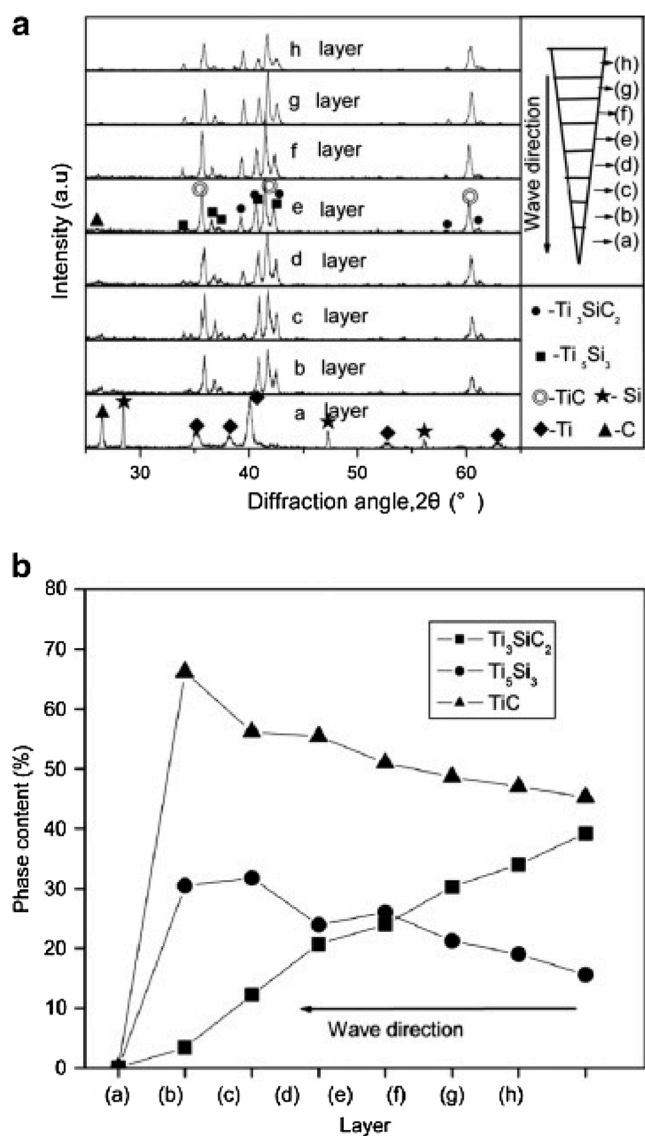 a
h layer
g layer
f layer
e layer
d layer
c layer
b layer
a layer
Intensity (a.u)
30 40 50 60
Diffraction angle,2θ (°)
Wave direction
(h)
(g)
(f)
(e)
(d)
(c)
(b)
(a)
-Ti3SiC2
-Ti5Si3
-TiC - Si
-Ti -C
b
80
70
60
50
40
30
20
10
0
Phase content (%)
Ti3SiC2
Ti5Si3
TiC
Wave direction
(a) (b) (c) (d) (e) (f) (g) (h)
Layer